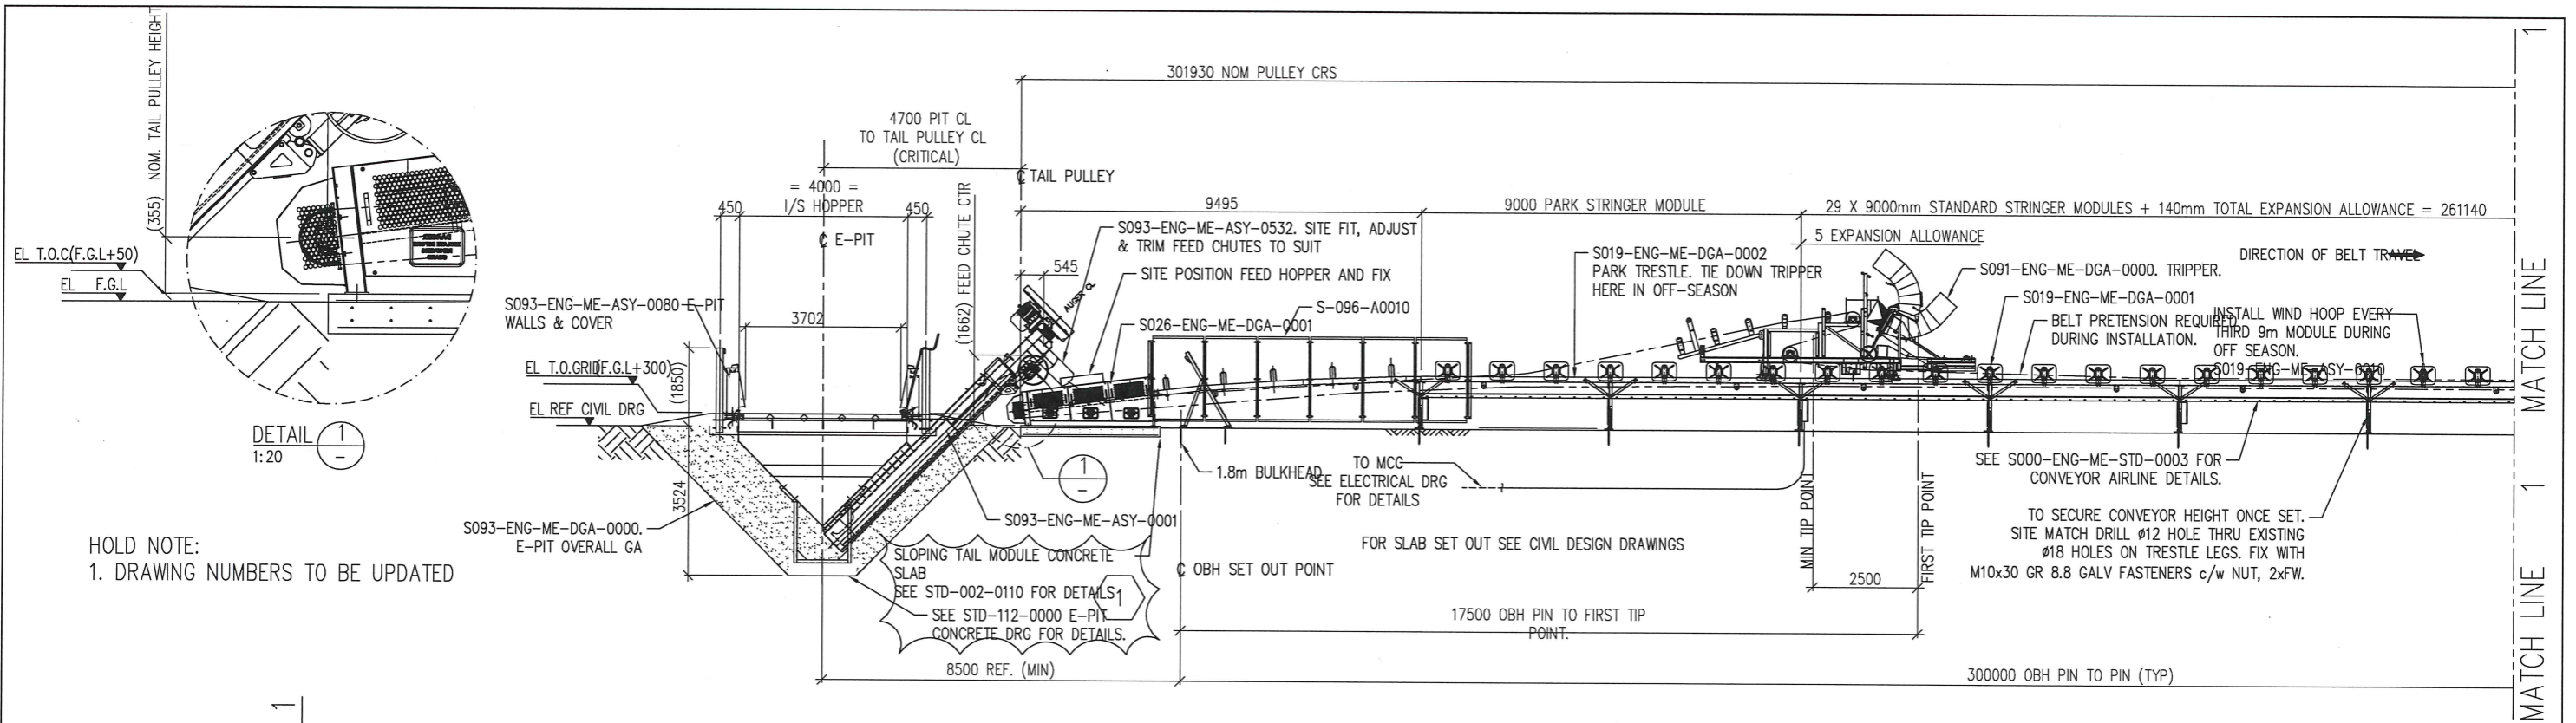 301930 NOM PULLEY CRS
(355) NOM. TAIL PULLEY HEIGHT
EL T.O.C(F.G.L+50)
EL F.G.L
DETAIL 1
1:20 –
HOLD NOTE:
1. DRAWING NUMBERS TO BE UPDATED
4700 PIT CL
TO TAIL PULLEY CL
(CRITICAL)
= 4000 =
I/S HOPPER
450
450
℄ E-PIT
℄ TAIL PULLEY
(1662) FEED CHUTE CTR
545
9495
9000 PARK STRINGER MODULE
29 X 9000mm STANDARD STRINGER MODULES + 140mm TOTAL EXPANSION ALLOWANCE = 261140
5 EXPANSION ALLOWANCE
DIRECTION OF BELT TRAVEL
S093-ENG-ME-ASY-0532. SITE FIT, ADJUST
& TRIM FEED CHUTES TO SUIT
SITE POSITION FEED HOPPER AND FIX
S-096-A0010
S026-ENG-ME-DGA-0001
AUGER CL
S019-ENG-ME-DGA-0002
PARK TRESTLE. TIE DOWN TRIPPER
HERE IN OFF-SEASON
S091-ENG-ME-DGA-0000. TRIPPER.
S019-ENG-ME-DGA-0001
BELT PRETENSION REQUIRED
DURING INSTALLATION.
INSTALL WIND HOOP EVERY
THIRD 9m MODULE DURING
OFF SEASON.
S019-ENG-ME-ASY-0010
S093-ENG-ME-ASY-0080 E-PIT
WALLS & COVER
3702
(1850)
EL T.O.GRID(F.G.L+300)
EL REF CIVIL DRG
3524
S093-ENG-ME-DGA-0000.
E-PIT OVERALL GA
S093-ENG-ME-ASY-0001
1
–
1.8m BULKHEAD
TO MCC
SEE ELECTRICAL DRG
FOR DETAILS
SLOPING TAIL MODULE CONCRETE
SLAB
SEE STD-002-0110 FOR DETAILS
1
SEE STD-112-0000 E-PIT
CONCRETE DRG FOR DETAILS.
℄ OBH SET OUT POINT
FOR SLAB SET OUT SEE CIVIL DESIGN DRAWINGS
MIN TIP POINT
FIRST TIP POINT
2500
SEE S000-ENG-ME-STD-0003 FOR
CONVEYOR AIRLINE DETAILS.
TO SECURE CONVEYOR HEIGHT ONCE SET.
SITE MATCH DRILL ø12 HOLE THRU EXISTING
ø18 HOLES ON TRESTLE LEGS. FIX WITH
M10x30 GR 8.8 GALV FASTENERS c/w NUT, 2xFW.
17500 OBH PIN TO FIRST TIP
POINT.
8500 REF. (MIN)
300000 OBH PIN TO PIN (TYP)
MATCH LINE 1
MATCH LINE 1
1